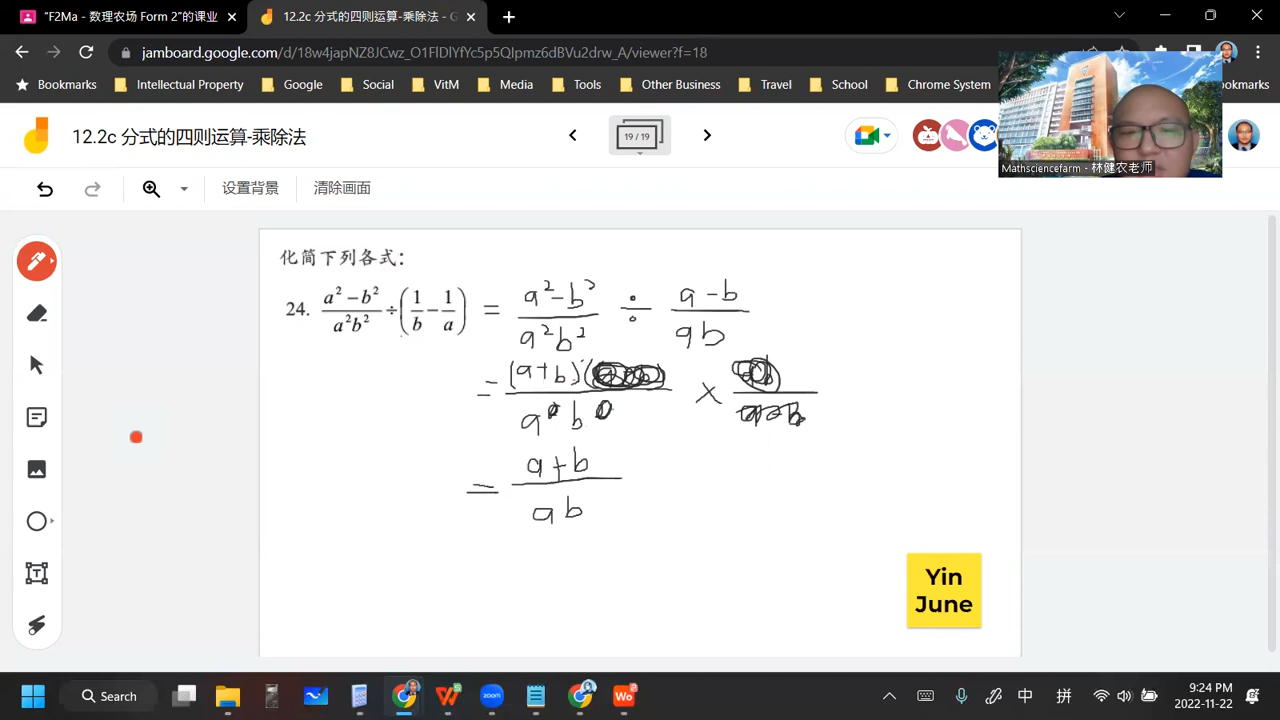 "F2Ma - 数理农场 Form 2”的课业
12.2c 分式的四则运算-乘除法 - G
jamboard.google.com/d/18w4japNZ8JCwz_O1FlDlYfYc5p5QIpmz6dBVu2drw_A/viewer?f=18
Bookmarks Intellectual Property Google Social VitM Media Tools Other Business Travel School Chrome System
okmarks
12.2c 分式的四则运算-乘除法
19 / 19
Mathsciencefarm - 林健农老师
设置背景 清除画面
化简下列各式:
24. (a² − b²)/(a²b²) ÷ (1/b − 1/a) = (a² − b²)/(a²b²) ÷ (a − b)/(ab)
= (a+b)(a-b)/(a²b²) × ab/(a-b)
= (a+b)/(ab)
Yin
June
Search
中 拼
9:24 PM
2022-11-22